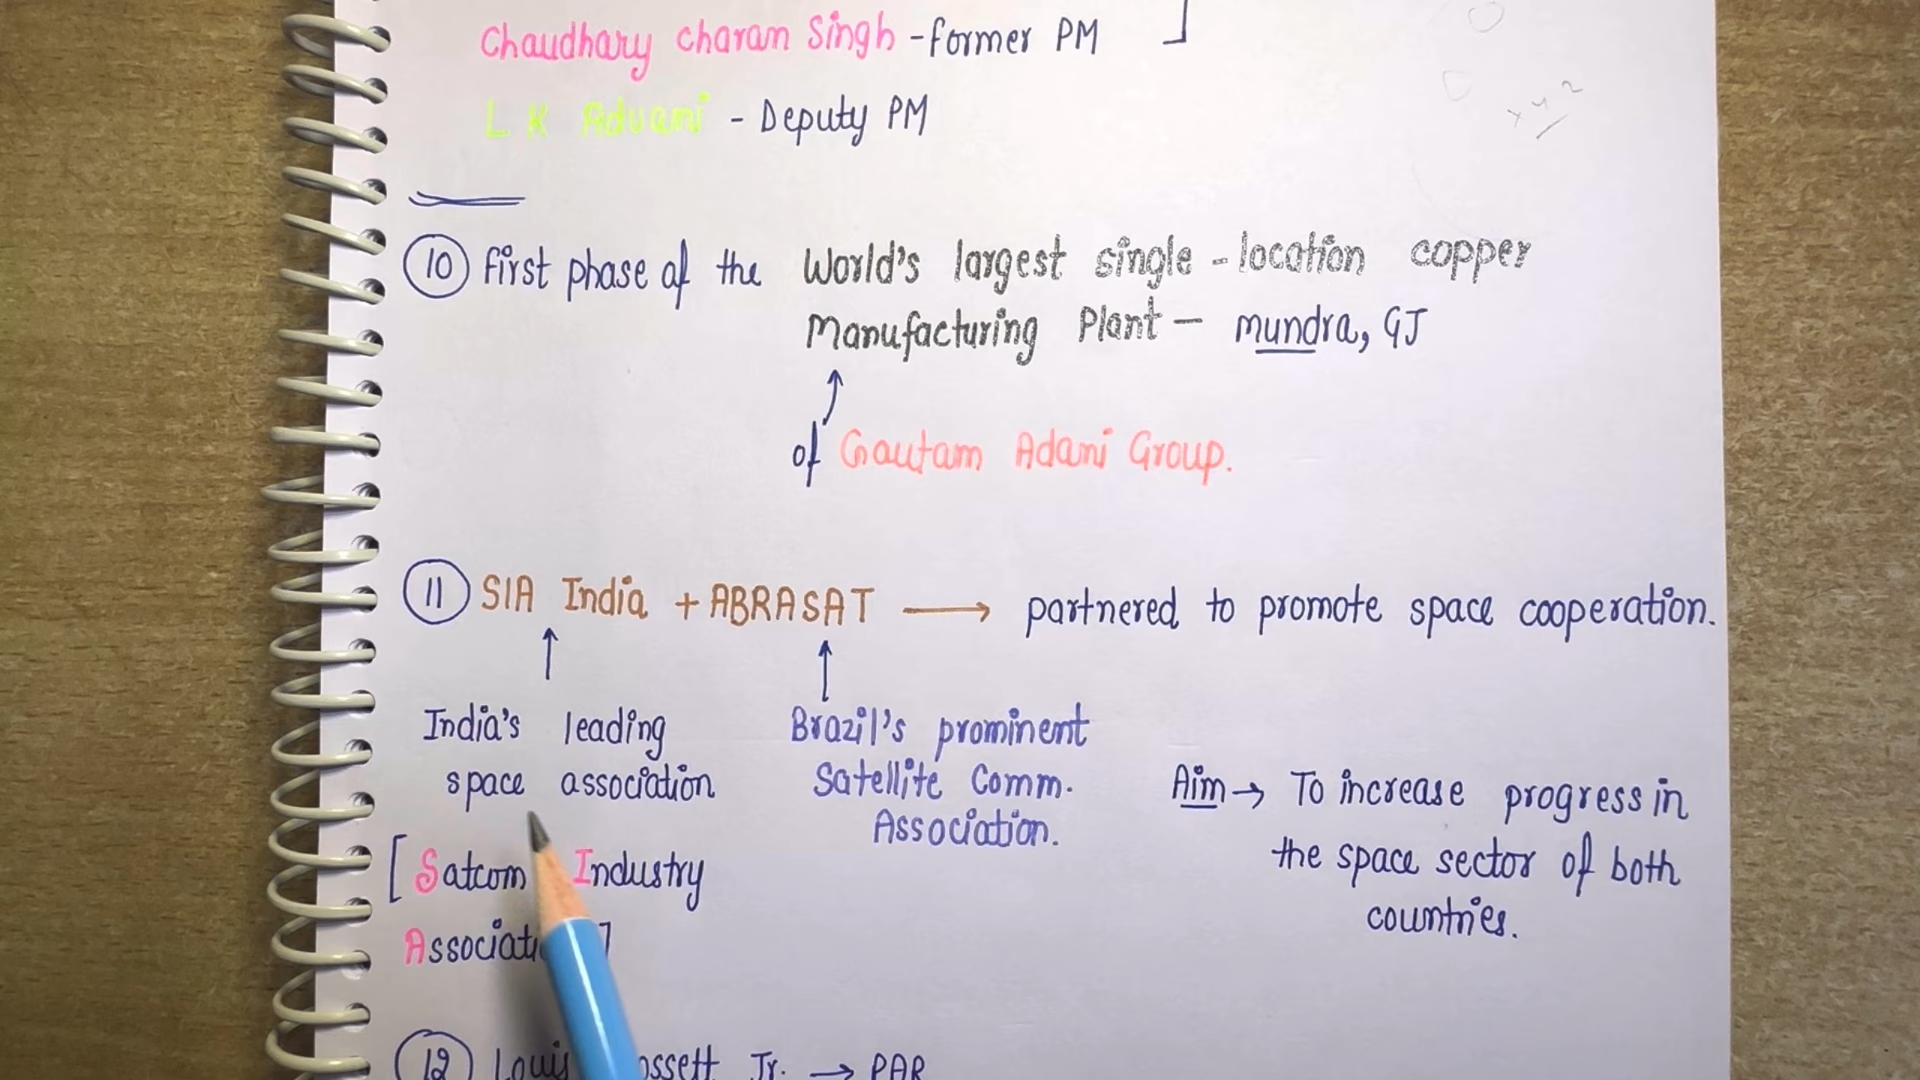 Chaudhary Charan Singh - Former PM ]
L K Advani - Deputy PM
10 First phase of the World's largest single-location copper
Manufacturing Plant - mundra, GJ
of Gautam Adani Group.
11 SIA India + ABRASAT → partnered to promote space cooperation.
India's leading
space association
[Satcom Industry
Brazil's prominent
Satellite Comm.
Association.
Aim → To increase progress in
the space sector of both
countries.
12 Jr. →